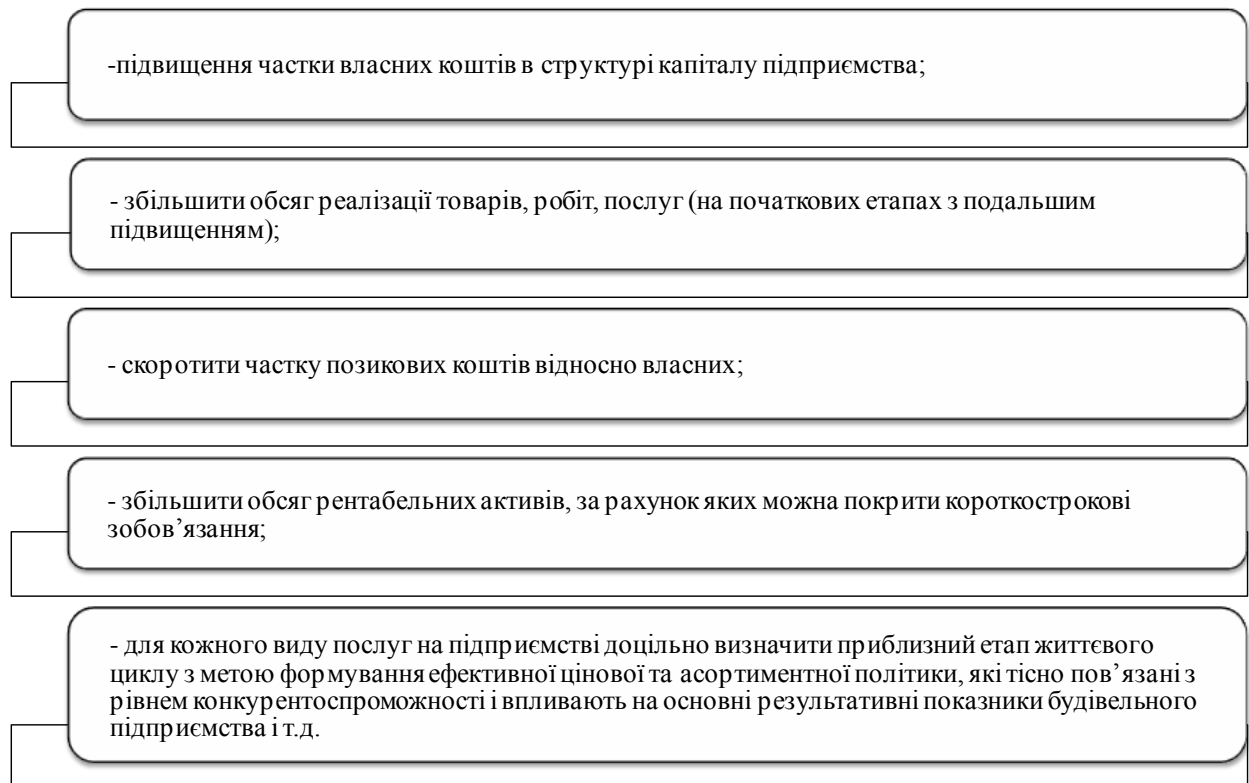 -підвищення частки власних коштів в структурі капіталу підприємства;
- збільшити обсяг реалізації товарів, робіт, послуг (на початкових етапах з подальшим
підвищенням);
- скоротити частку позикових коштів відносно власних;
- збільшити обсяг рентабельних активів, за рахунок яких можна покрити короткострокові
зобов’язання;
- для кожного виду послуг на підприємстві доцільно визначити приблизний етап життєвого
циклу з метою формування ефективної цінової та асортиментної політики, які тісно пов’язані з
рівнем конкурентоспроможності і впливають на основні результативні показники будівельного
підприємства і т.д.